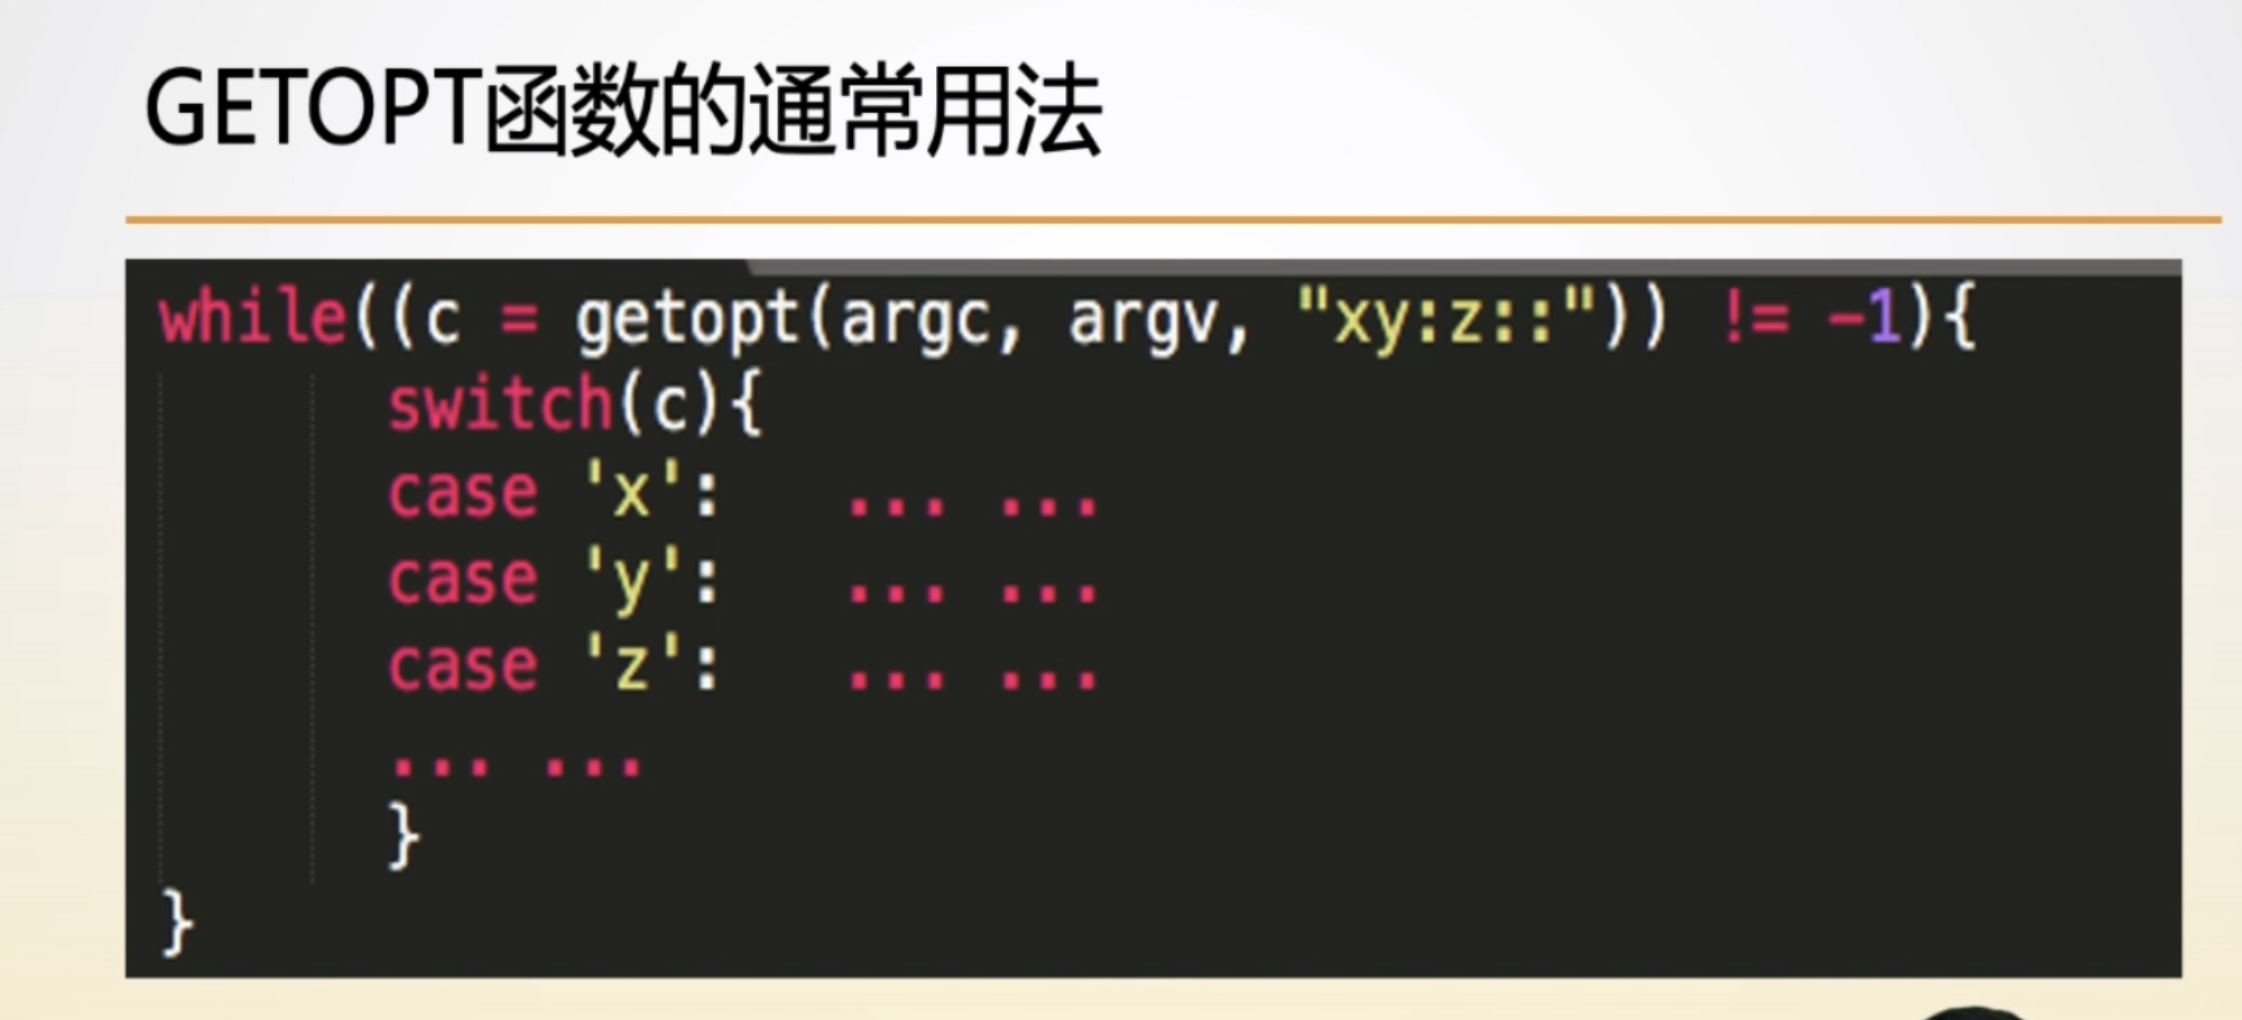 GETOPT函数的通常用法
while((c = getopt(argc, argv, "xy:z::")) != -1){
switch(c){
case 'x': ... ...
case 'y': ... ...
case 'z': ... ...
... ...
}
}